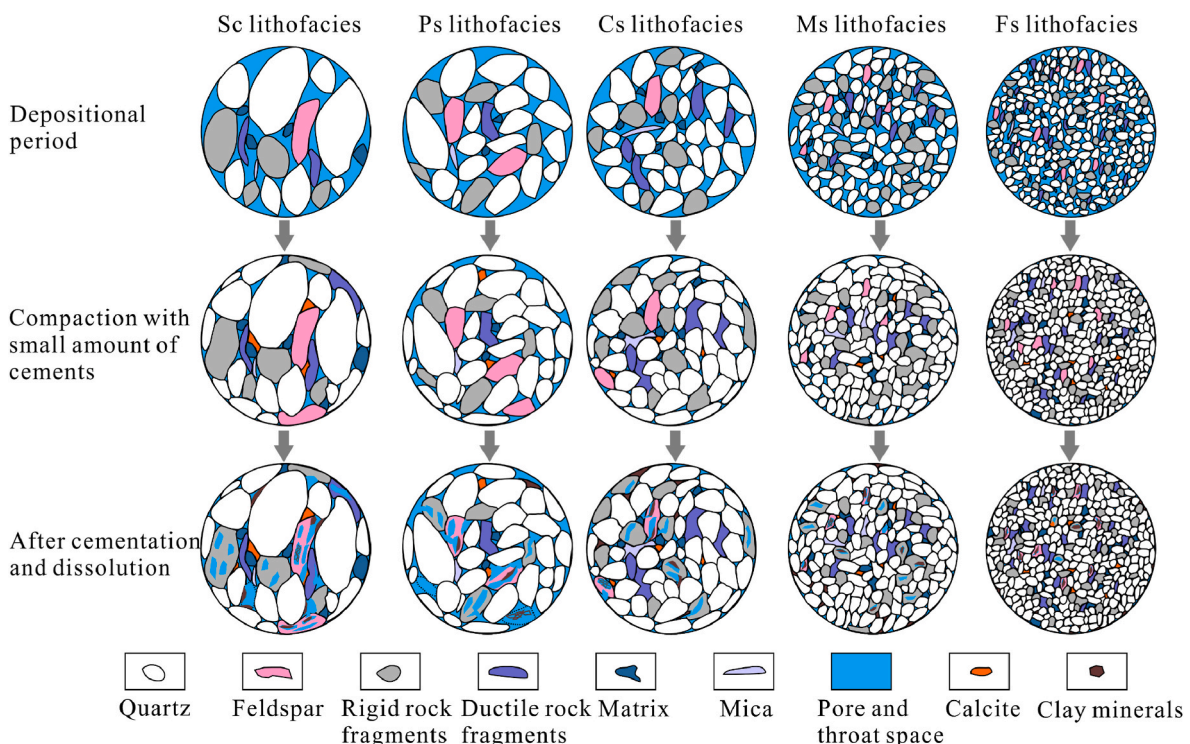 Sc lithofacies Ps lithofacies Cs lithofacies Ms lithofacies Fs lithofacies
Depositional
period
Compaction with
small amount of
cements
After cementation
and dissolution
Quartz
Feldspar
Rigid rock
fragments
Ductile rock
fragments
Matrix
Mica
Pore and
throat space
Calcite
Clay minerals